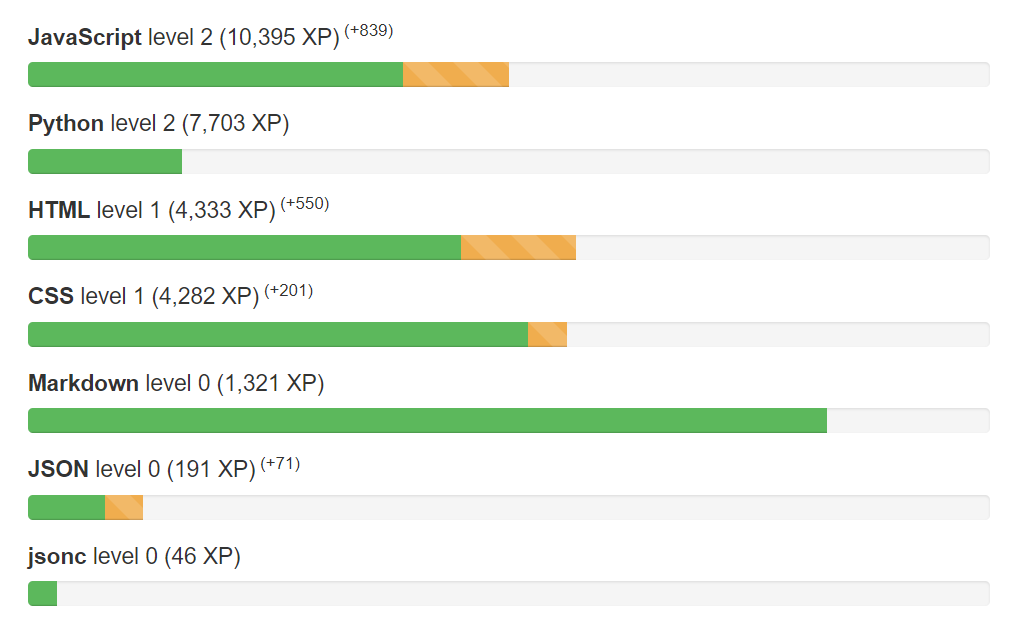 JavaScript level 2 (10,395 XP) (+839)
Python level 2 (7,703 XP)
HTML level 1 (4,333 XP) (+550)
CSS level 1 (4,282 XP) (+201)
Markdown level 0 (1,321 XP)
JSON level 0 (191 XP) (+71)
jsonc level 0 (46 XP)